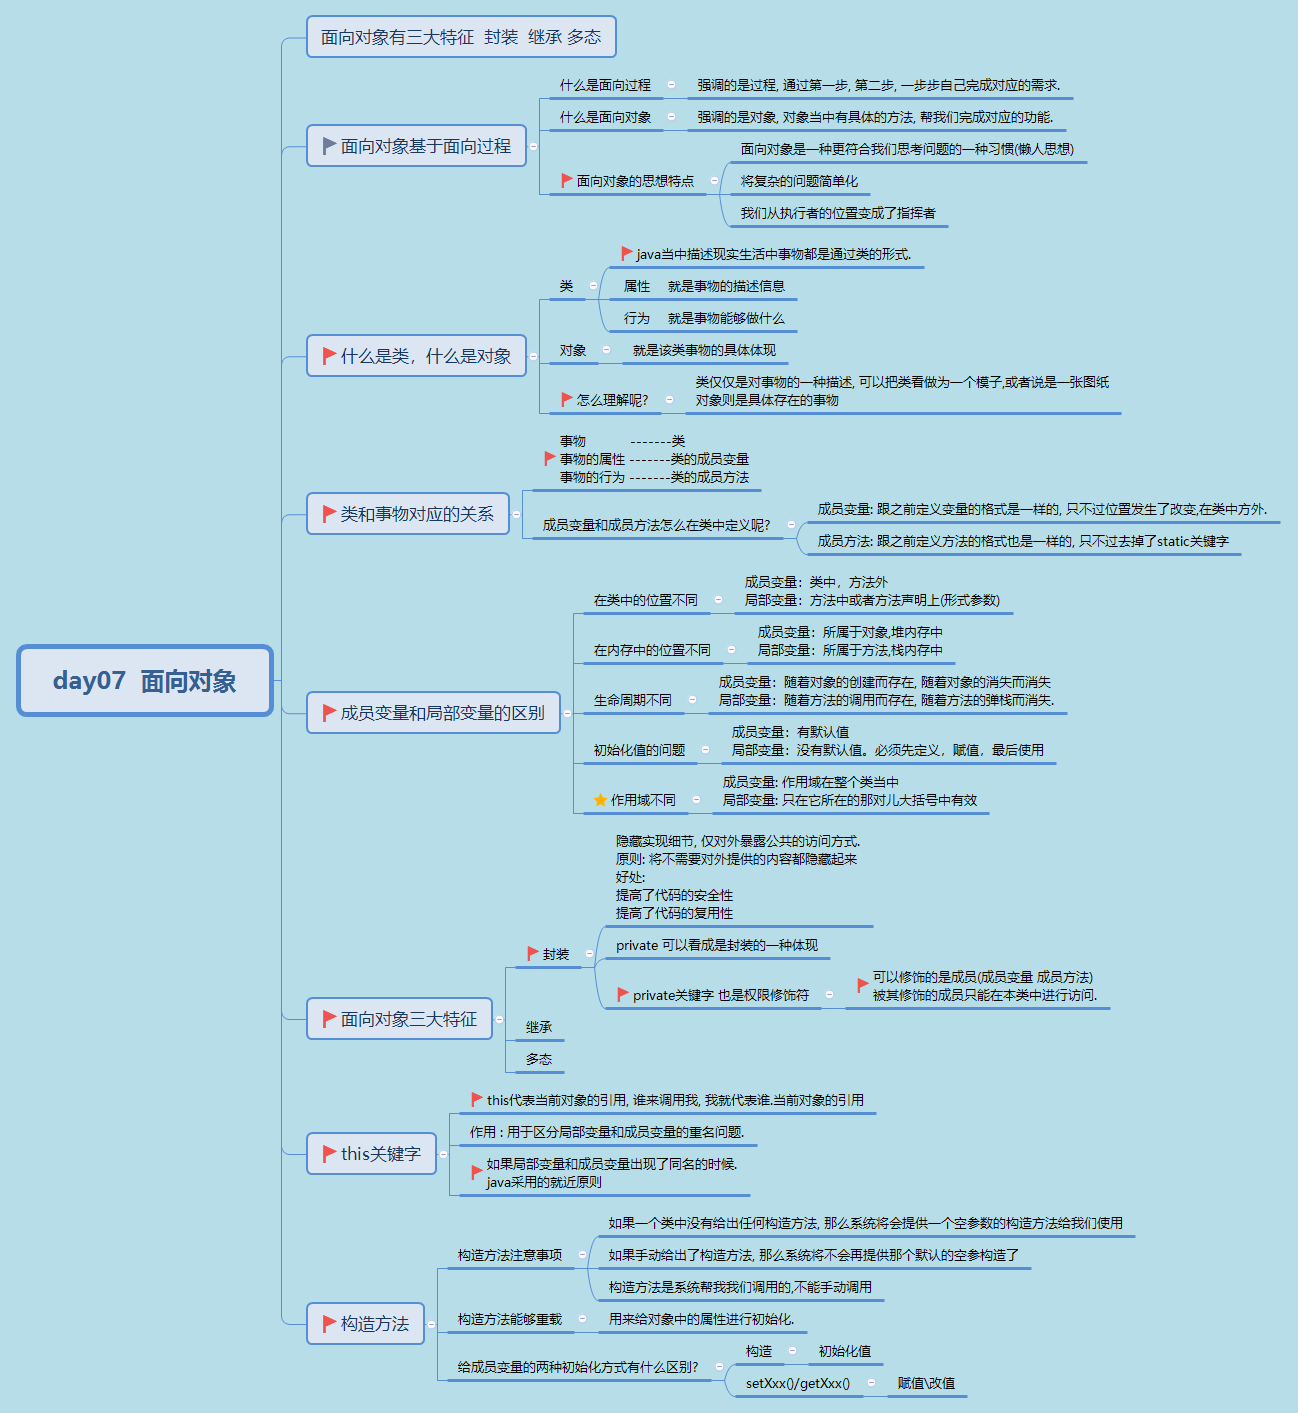 day07  面向对象
面向对象有三大特征  封装  继承 多态
面向对象基于面向过程
什么是面向过程
强调的是过程, 通过第一步, 第二步, 一步步自己完成对应的需求.
什么是面向对象
强调的是对象, 对象当中有具体的方法, 帮我们完成对应的功能.
面向对象的思想特点
面向对象是一种更符合我们思考问题的一种习惯(懒人思想)
将复杂的问题简单化
我们从执行者的位置变成了指挥者
什么是类，什么是对象
类
java当中描述现实生活中事物都是通过类的形式.
属性    就是事物的描述信息
行为    就是事物能够做什么
对象
就是该类事物的具体体现
怎么理解呢?
类仅仅是对事物的一种描述, 可以把类看做为一个模子,或者说是一张图纸
对象则是具体存在的事物
类和事物对应的关系
事物          -------类
事物的属性 -------类的成员变量
事物的行为 -------类的成员方法
成员变量和成员方法怎么在类中定义呢?
成员变量: 跟之前定义变量的格式是一样的, 只不过位置发生了改变,在类中方外.
成员方法: 跟之前定义方法的格式也是一样的, 只不过去掉了static关键字
成员变量和局部变量的区别
在类中的位置不同
成员变量：类中，方法外
局部变量：方法中或者方法声明上(形式参数)
在内存中的位置不同
成员变量：所属于对象,堆内存中
局部变量：所属于方法,栈内存中
生命周期不同
成员变量：随着对象的创建而存在, 随着对象的消失而消失
局部变量：随着方法的调用而存在, 随着方法的弹栈而消失.
初始化值的问题
成员变量：有默认值
局部变量：没有默认值。必须先定义，赋值，最后使用
作用域不同
成员变量: 作用域在整个类当中
局部变量: 只在它所在的那对儿大括号中有效
面向对象三大特征
封装
隐藏实现细节, 仅对外暴露公共的访问方式.
原则: 将不需要对外提供的内容都隐藏起来
好处:
提高了代码的安全性
提高了代码的复用性
private 可以看成是封装的一种体现
private关键字 也是权限修饰符
可以修饰的是成员(成员变量 成员方法)
被其修饰的成员只能在本类中进行访问.
继承
多态
this关键字
this代表当前对象的引用, 谁来调用我, 我就代表谁.当前对象的引用
作用 : 用于区分局部变量和成员变量的重名问题.
如果局部变量和成员变量出现了同名的时候.
java采用的就近原则
构造方法
构造方法注意事项
如果一个类中没有给出任何构造方法, 那么系统将会提供一个空参数的构造方法给我们使用
如果手动给出了构造方法, 那么系统将不会再提供那个默认的空参构造了
构造方法是系统帮我我们调用的,不能手动调用
构造方法能够重载
用来给对象中的属性进行初始化.
给成员变量的两种初始化方式有什么区别?
构造
初始化值
setXxx()/getXxx()
赋值\改值